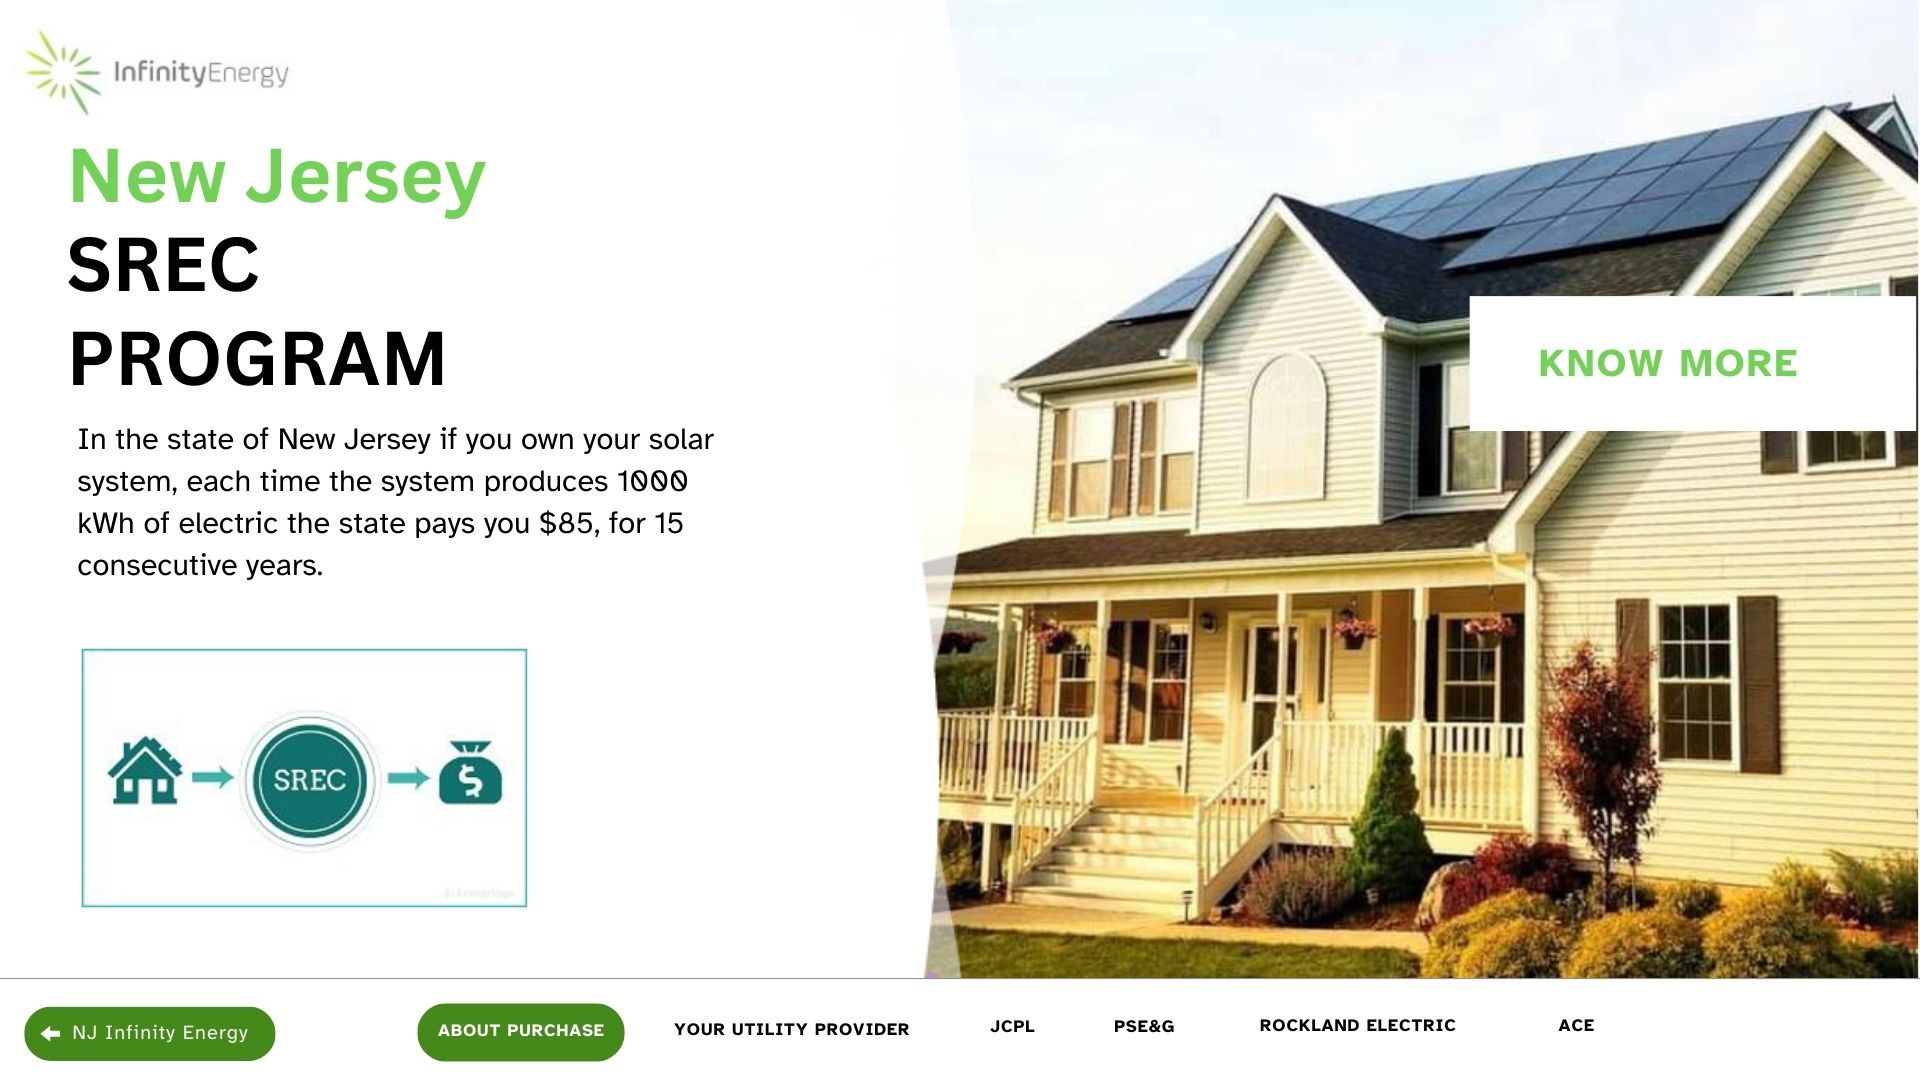 InfinityEnergy
New Jersey
SREC
PROGRAM
In the state of New Jersey if you own your solar
system, each time the system produces 1000
kWh of electric the state pays you $85, for 15
consecutive years.
KNOW MORE
SREC
© EnergySage
NJ Infinity Energy
ABOUT PURCHASE
YOUR UTILITY PROVIDER
JCPL
PSE&G
ROCKLAND ELECTRIC
ACE